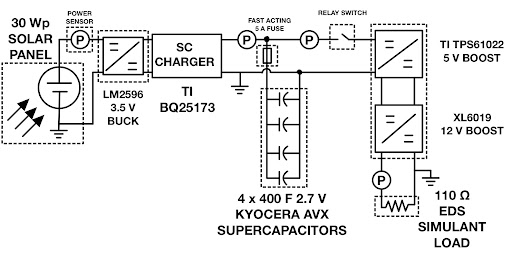 30 Wp
SOLAR
PANEL
POWER
SENSOR
P
LM2596
3.5 V
BUCK
SC
CHARGER
TI
BQ25173
P
FAST ACTING
5 A FUSE
P
RELAY SWITCH
TI TPS61022
5 V BOOST
XL6019
12 V BOOST
P
4 x 400 F 2.7 V
KYOCERA AVX
SUPERCAPACITORS
110 Ω
EDS
SIMULANT
LOAD